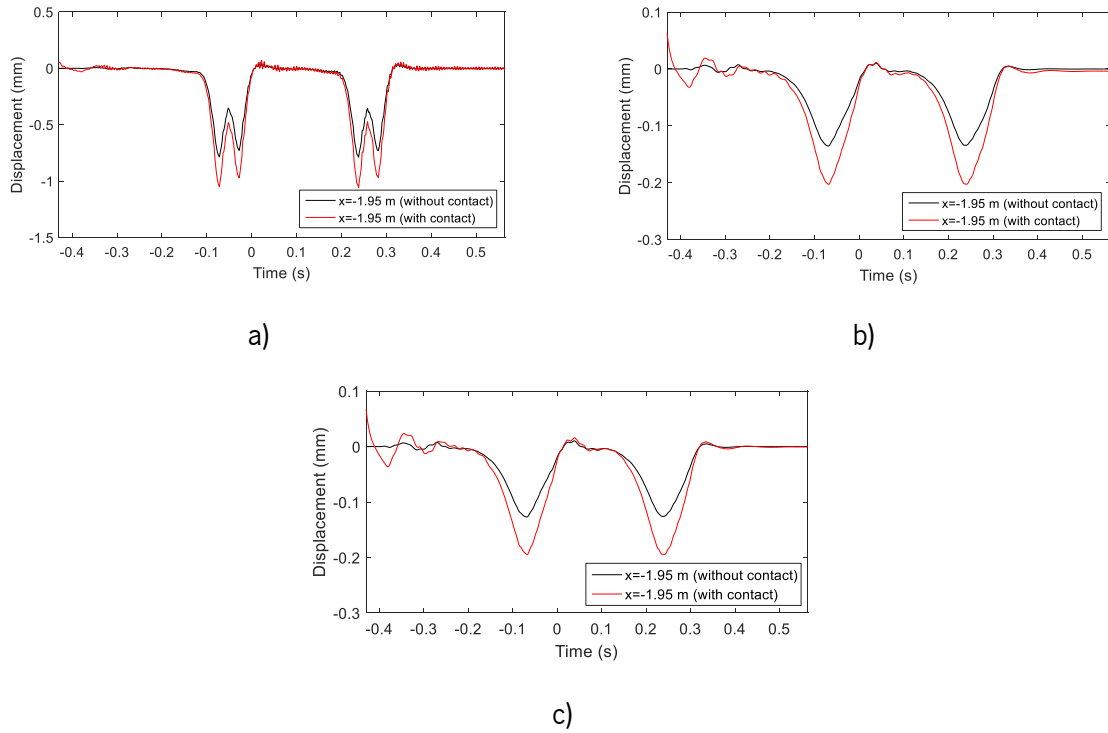 0.5
0
-0.5
-1
-1.5
Displacement (mm)
-0.4 -0.3 -0.2 -0.1 0 0.1 0.2 0.3 0.4 0.5
Time (s)
x=-1.95 m (without contact)
x=-1.95 m (with contact)
a)
0.1
0
-0.1
-0.2
-0.3
Displacement (mm)
-0.4 -0.3 -0.2 -0.1 0 0.1 0.2 0.3 0.4 0.5
Time (s)
x=-1.95 m (without contact)
x=-1.95 m (with contact)
b)
0.1
0
-0.1
-0.2
-0.3
Displacement (mm)
-0.4 -0.3 -0.2 -0.1 0 0.1 0.2 0.3 0.4 0.5
Time (s)
x=-1.95 m (without contact)
x=-1.95 m (with contact)
c)